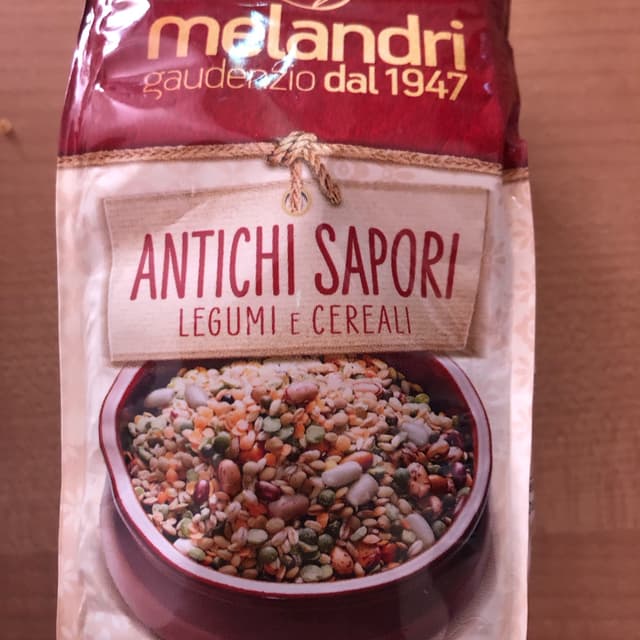 melandri
gaudenzio dal 1947
ANTICHI SAPORI
LEGUMI E CEREALI